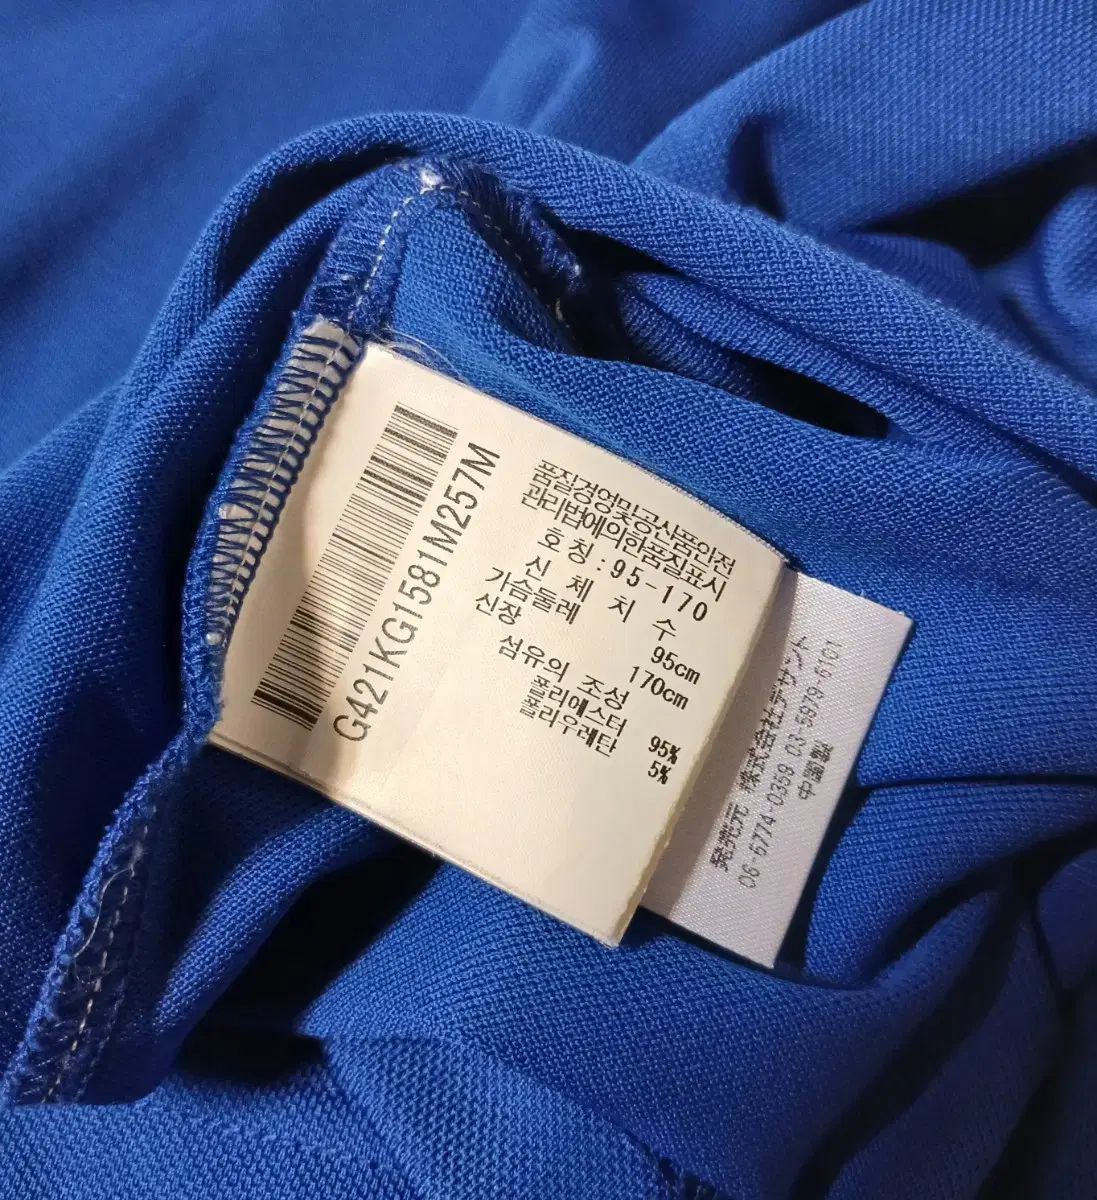 G421KG1581M257M
품질경영및공산품안전
관리법에의한품질표시
호 칭 : 95-170
신 체 치 수
가슴둘레 95cm
신장 170cm
섬유의 조성
폴리에스터 95%
폴리우레탄 5%
発売元 株式会社デサント
06-6774-0359 03-5979-6101
中国製